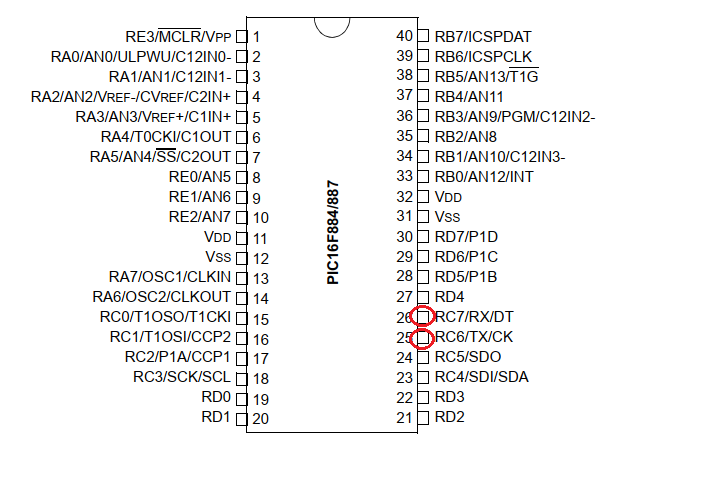 RE3/MCLR/VPP 1 40 RB7/ICSPDAT
RA0/AN0/ULPWU/C12IN0- 2 39 RB6/ICSPCLK
RA1/AN1/C12IN1- 3 38 RB5/AN13/T1G
RA2/AN2/VREF-/CVREF/C2IN+ 4 37 RB4/AN11
RA3/AN3/VREF+/C1IN+ 5 36 RB3/AN9/PGM/C12IN2-
RA4/T0CKI/C1OUT 6 35 RB2/AN8
RA5/AN4/SS/C2OUT 7 34 RB1/AN10/C12IN3-
RE0/AN5 8 33 RB0/AN12/INT
RE1/AN6 9 32 VDD
RE2/AN7 10 31 VSS
VDD 11 30 RD7/P1D
VSS 12 29 RD6/P1C
RA7/OSC1/CLKIN 13 28 RD5/P1B
RA6/OSC2/CLKOUT 14 27 RD4
RC0/T1OSO/T1CKI 15 26 RC7/RX/DT
RC1/T1OSI/CCP2 16 25 RC6/TX/CK
RC2/P1A/CCP1 17 24 RC5/SDO
RC3/SCK/SCL 18 23 RC4/SDI/SDA
RD0 19 22 RD3
RD1 20 21 RD2
PIC16F884/887